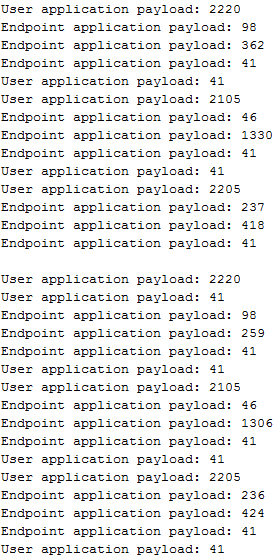 User application payload: 2220
Endpoint application payload: 98
Endpoint application payload: 362
Endpoint application payload: 41
User application payload: 41
User application payload: 2105
Endpoint application payload: 46
Endpoint application payload: 1330
Endpoint application payload: 41
User application payload: 41
User application payload: 2205
Endpoint application payload: 237
Endpoint application payload: 418
Endpoint application payload: 41

User application payload: 2220
User application payload: 41
Endpoint application payload: 98
Endpoint application payload: 259
Endpoint application payload: 41
User application payload: 41
User application payload: 2105
Endpoint application payload: 46
Endpoint application payload: 1306
Endpoint application payload: 41
User application payload: 41
User application payload: 2205
Endpoint application payload: 236
Endpoint application payload: 424
Endpoint application payload: 41
User application payload: 41